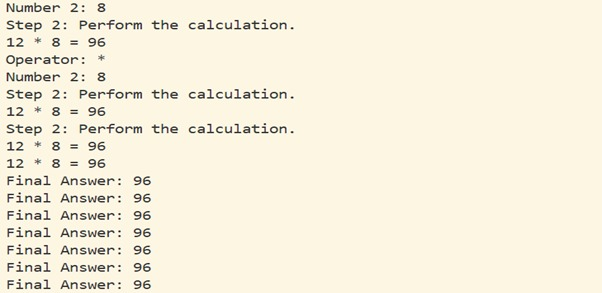 Number 2: 8
Step 2: Perform the calculation.
12 * 8 = 96
Operator: *
Number 2: 8
Step 2: Perform the calculation.
12 * 8 = 96
Step 2: Perform the calculation.
12 * 8 = 96
12 * 8 = 96
Final Answer: 96
Final Answer: 96
Final Answer: 96
Final Answer: 96
Final Answer: 96
Final Answer: 96
Final Answer: 96